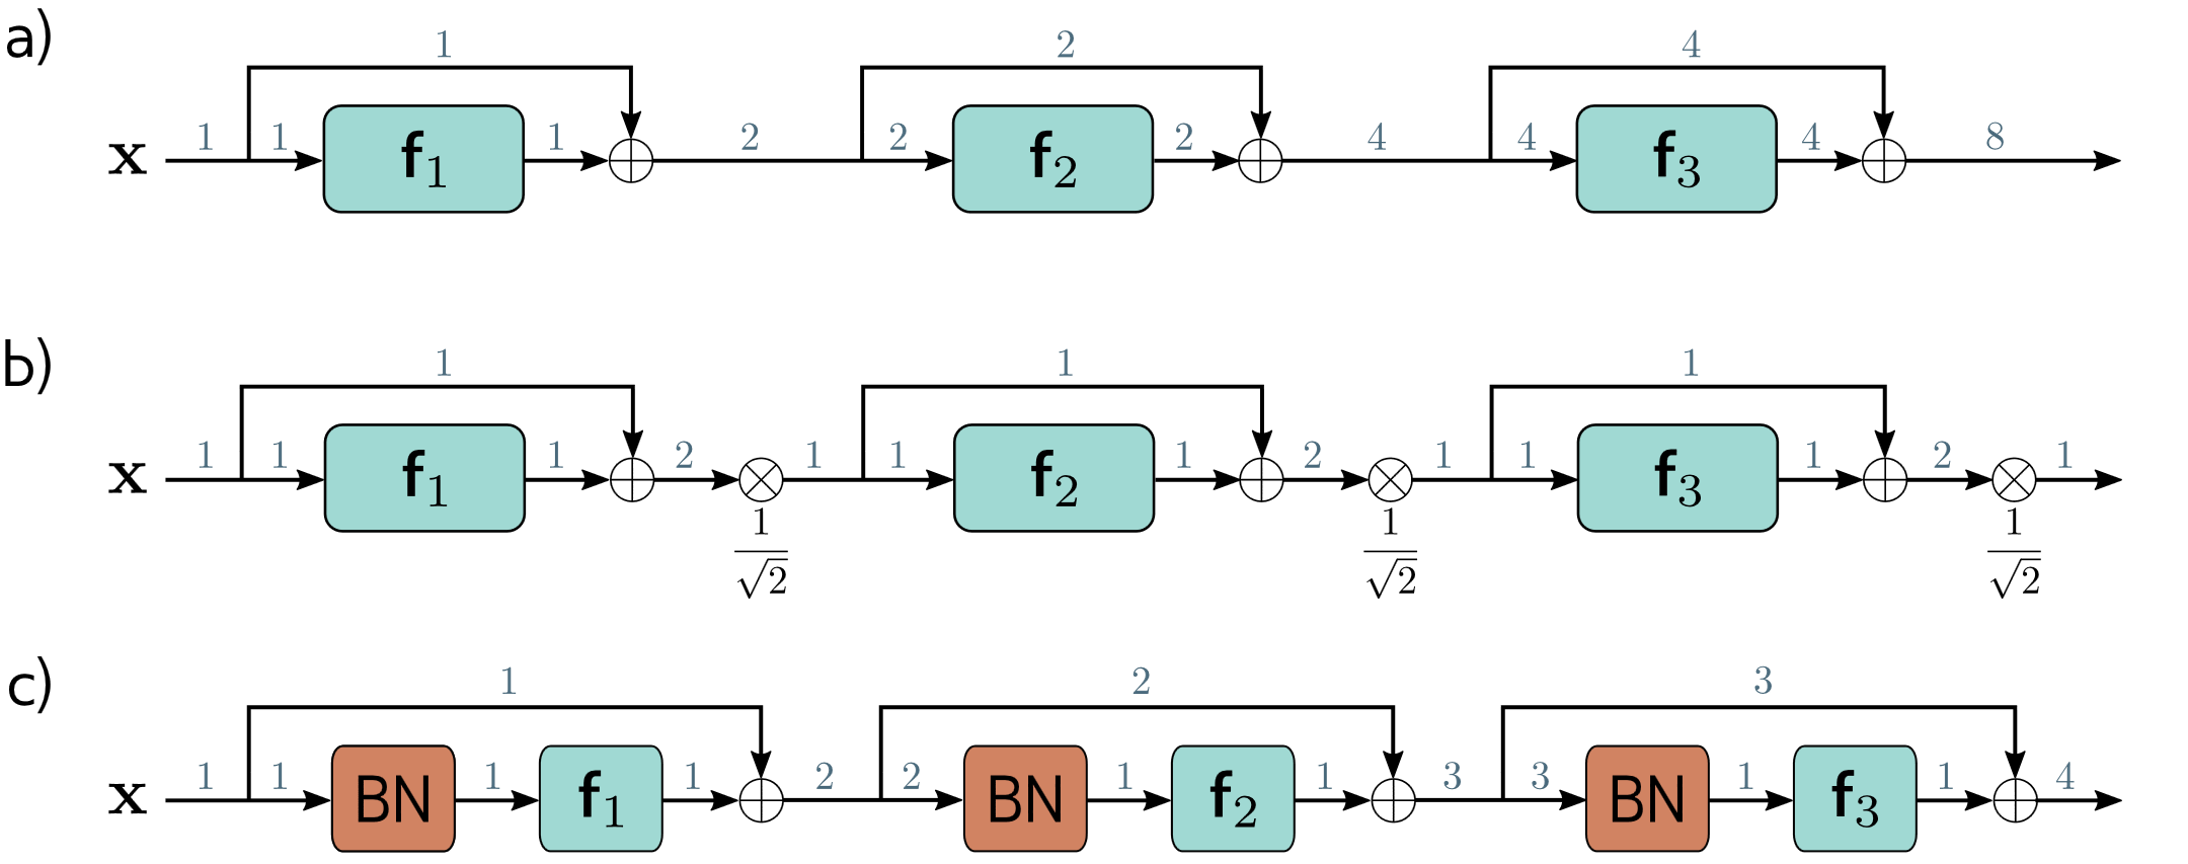 a)
1 2 4
x 1 1 f₁ 1 2 2 f₂ 2 4 4 f₃ 4 8
b)
1 1 1
x 1 1 f₁ 1 2 1 1 f₂ 1 2 1 1 f₃ 1 2 1
1/√2 1/√2 1/√2
c)
1 2 3
x 1 1 BN 1 f₁ 1 2 2 BN 1 f₂ 1 3 3 BN 1 f₃ 1 4